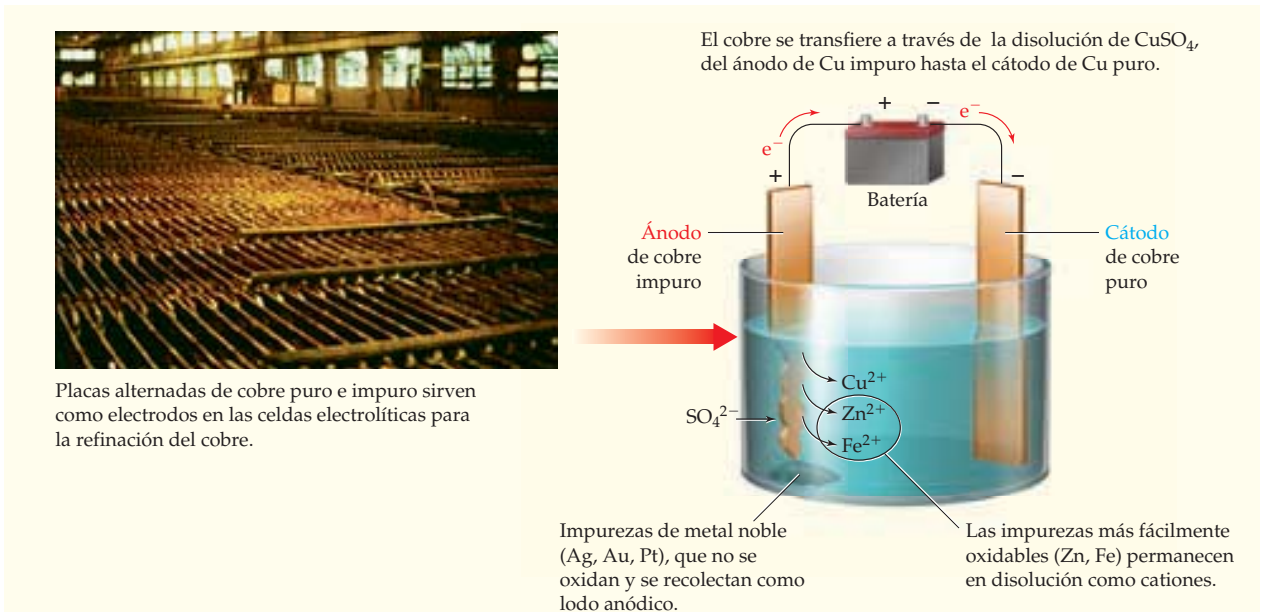 Placas alternadas de cobre puro e impuro sirven
como electrodos en las celdas electrolíticas para
la refinación del cobre.
El cobre se transfiere a través de la disolución de CuSO₄,
del ánodo de Cu impuro hasta el cátodo de Cu puro.
+ −
e⁻ e⁻
+ −
Batería
Ánodo
de cobre
impuro
Cátodo
de cobre
puro
Cu²⁺
SO₄²⁻
Zn²⁺
Fe²⁺
Impurezas de metal noble
(Ag, Au, Pt), que no se
oxidan y se recolectan como
lodo anódico.
Las impurezas más fácilmente
oxidables (Zn, Fe) permanecen
en disolución como cationes.